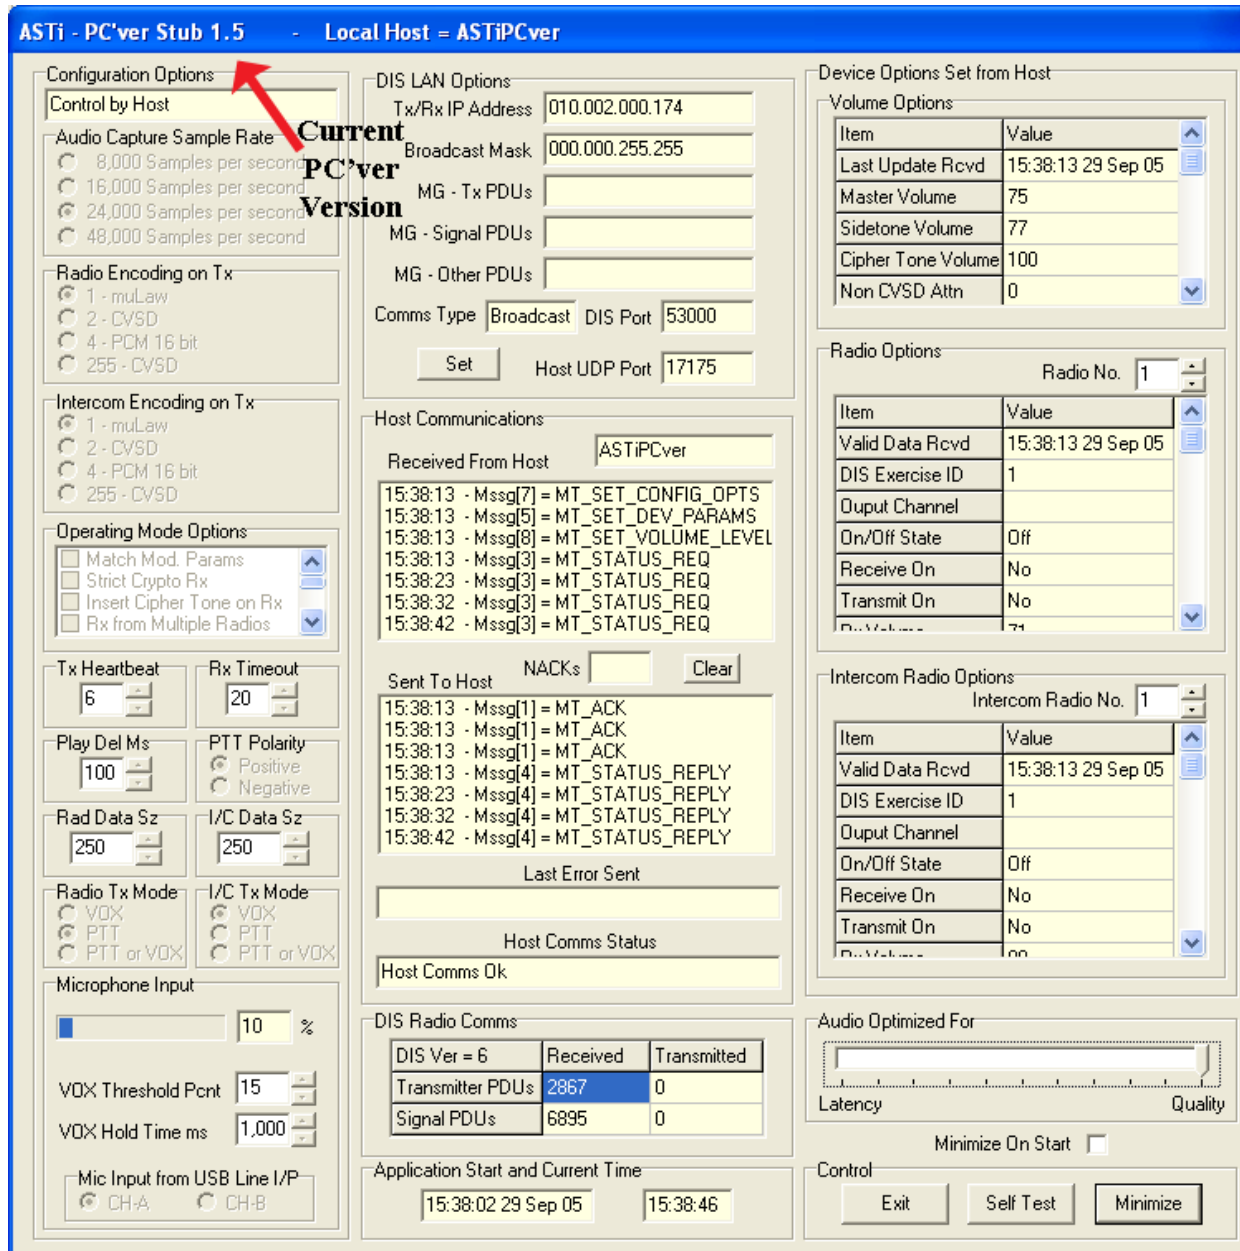 ASTi - PC'ver Stub 1.5 - Local Host = ASTiPCver
Current
PC'ver
Version
Configuration Options
Control by Host
Audio Capture Sample Rate
8,000 Samples per second
16,000 Samples per second
24,000 Samples per second
48,000 Samples per second
Radio Encoding on Tx
1 - muLaw
2 - CVSD
4 - PCM 16 bit
255 - CVSD
Intercom Encoding on Tx
1 - muLaw
2 - CVSD
4 - PCM 16 bit
255 - CVSD
Operating Mode Options
Match Mod. Params
Strict Crypto Rx
Insert Cipher Tone on Rx
Rx from Multiple Radios
Tx Heartbeat
6
Rx Timeout
20
Play Del Ms
100
PTT Polarity
Positive
Negative
Rad Data Sz
250
I/C Data Sz
250
Radio Tx Mode
VOX
PTT
PTT or VOX
I/C Tx Mode
VOX
PTT
PTT or VOX
Microphone Input
10 %
VOX Threshold Pcnt 15
VOX Hold Time ms 1,000
Mic Input from USB Line I/P
CH-A CH-B
DIS LAN Options
Tx/Rx IP Address 010.002.000.174
Broadcast Mask 000.000.255.255
MG - Tx PDUs
MG - Signal PDUs
MG - Other PDUs
Comms Type Broadcast DIS Port 53000
Set Host UDP Port 17175
Host Communications
Received From Host ASTiPCver
15:38:13 - Mssg[7] = MT_SET_CONFIG_OPTS
15:38:13 - Mssg[5] = MT_SET_DEV_PARAMS
15:38:13 - Mssg[8] = MT_SET_VOLUME_LEVEL
15:38:13 - Mssg[3] = MT_STATUS_REQ
15:38:23 - Mssg[3] = MT_STATUS_REQ
15:38:32 - Mssg[3] = MT_STATUS_REQ
15:38:42 - Mssg[3] = MT_STATUS_REQ
Sent To Host NACKs Clear
15:38:13 - Mssg[1] = MT_ACK
15:38:13 - Mssg[1] = MT_ACK
15:38:13 - Mssg[1] = MT_ACK
15:38:13 - Mssg[4] = MT_STATUS_REPLY
15:38:23 - Mssg[4] = MT_STATUS_REPLY
15:38:32 - Mssg[4] = MT_STATUS_REPLY
15:38:42 - Mssg[4] = MT_STATUS_REPLY
Last Error Sent
Host Comms Status
Host Comms Ok
DIS Radio Comms
DIS Ver = 6 Received Transmitted
Transmitter PDUs 2867 0
Signal PDUs 6895 0
Application Start and Current Time
15:38:02 29 Sep 05 15:38:46
Device Options Set from Host
Volume Options
Item Value
Last Update Rcvd 15:38:13 29 Sep 05
Master Volume 75
Sidetone Volume 77
Cipher Tone Volume 100
Non CVSD Attn 0
Radio Options
Radio No. 1
Item Value
Valid Data Rcvd 15:38:13 29 Sep 05
DIS Exercise ID 1
Ouput Channel
On/Off State Off
Receive On No
Transmit On No
Rx Volume 71
Intercom Radio Options
Intercom Radio No. 1
Item Value
Valid Data Rcvd 15:38:13 29 Sep 05
DIS Exercise ID 1
Ouput Channel
On/Off State Off
Receive On No
Transmit On No
Rx Volume
Audio Optimized For
Latency Quality
Minimize On Start
Control
Exit Self Test Minimize